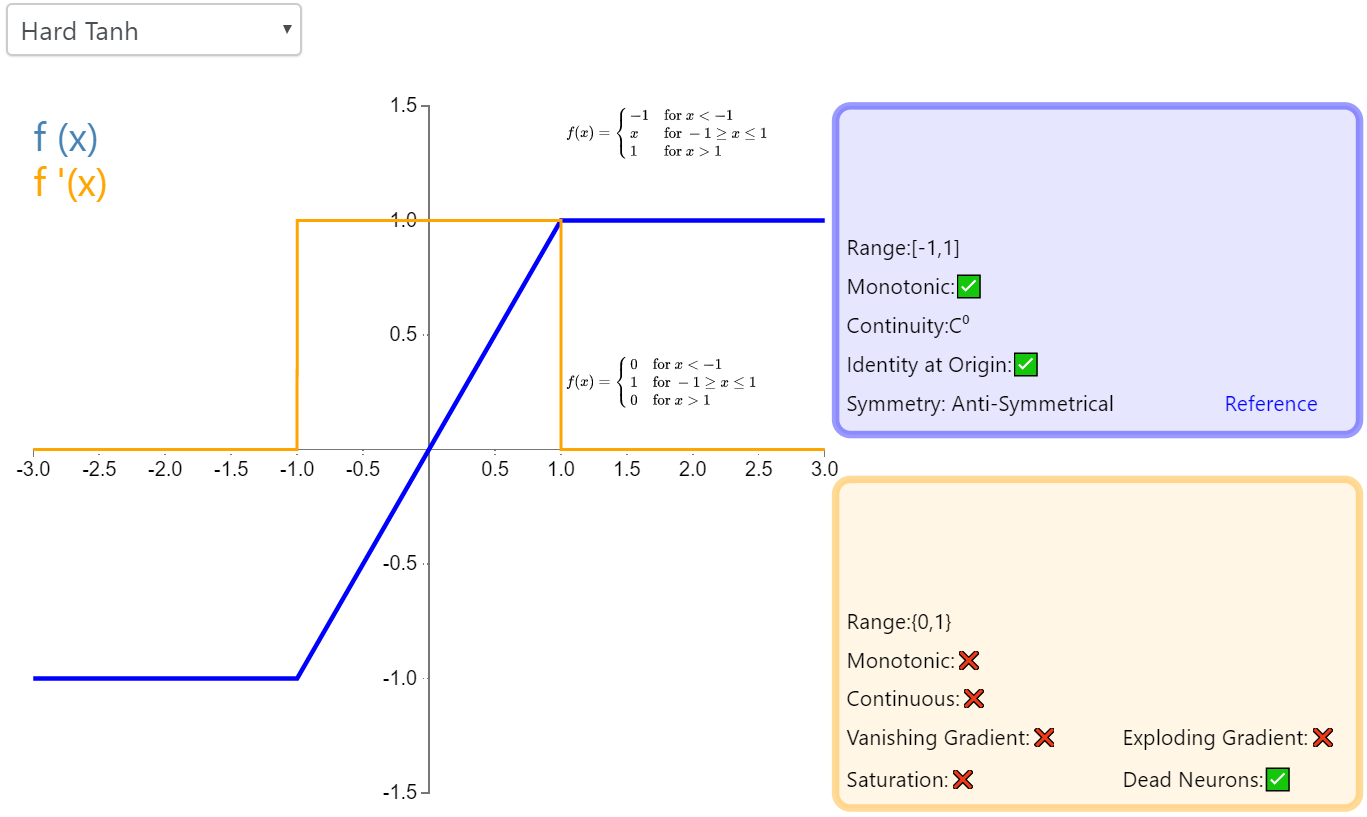 Hard Tanh ▼
f (x)
f '(x)
1.5
1.0
0.5
-0.5
-1.0
-1.5
-3.0 -2.5 -2.0 -1.5 -1.0 -0.5 0.5 1.0 1.5 2.0 2.5 3.0
−1 for x < −1
f(x) = { x for − 1 ≥ x ≤ 1
1 for x > 1
0 for x < −1
f(x) = { 1 for − 1 ≥ x ≤ 1
0 for x > 1
Range:[-1,1]
Monotonic:✅
Continuity:C⁰
Identity at Origin:✅
Symmetry: Anti-Symmetrical Reference
Range:{0,1}
Monotonic:❌
Continuous:❌
Vanishing Gradient:❌ Exploding Gradient:❌
Saturation:❌ Dead Neurons:✅